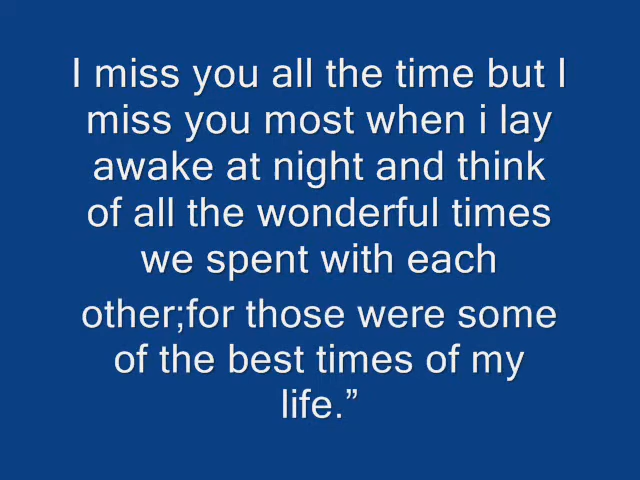 I miss you all the time but I
miss you most when i lay
awake at night and think
of all the wonderful times
we spent with each
other;for those were some
of the best times of my
life.”